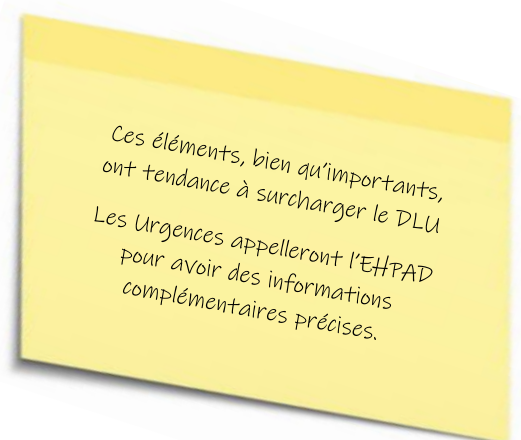 Ces éléments, bien qu'importants,
ont tendance à surcharger le DLU
Les Urgences appelleront l'EHPAD
pour avoir des informations
complémentaires précises.